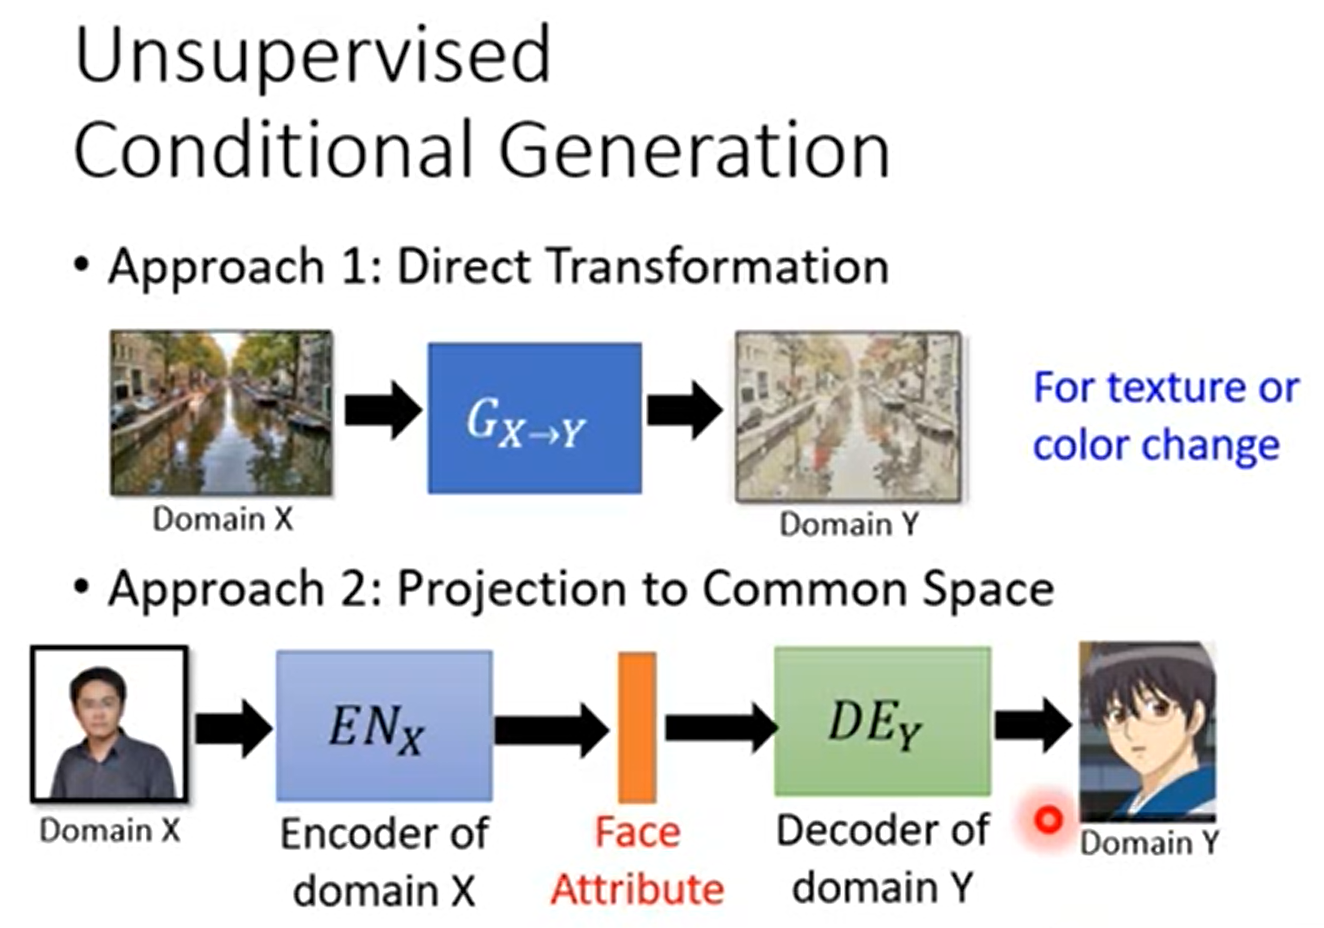 Unsupervised
Conditional Generation
• Approach 1: Direct Transformation
G_{X→Y}
For texture or
color change
Domain X
Domain Y
• Approach 2: Projection to Common Space
EN_X
DE_Y
Domain X
Encoder of
domain X
Face
Attribute
Decoder of
domain Y
Domain Y